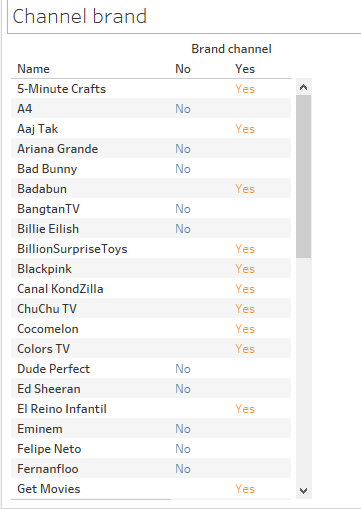 Channel brand
Brand channel
Name No Yes
5-Minute Crafts Yes
A4 No
Aaj Tak Yes
Ariana Grande No
Bad Bunny No
Badabun Yes
BangtanTV No
Billie Eilish No
BillionSurpriseToys Yes
Blackpink Yes
Canal KondZilla Yes
ChuChu TV Yes
Cocomelon Yes
Colors TV Yes
Dude Perfect No
Ed Sheeran No
El Reino Infantil Yes
Eminem No
Felipe Neto No
Fernanfloo No
Get Movies Yes